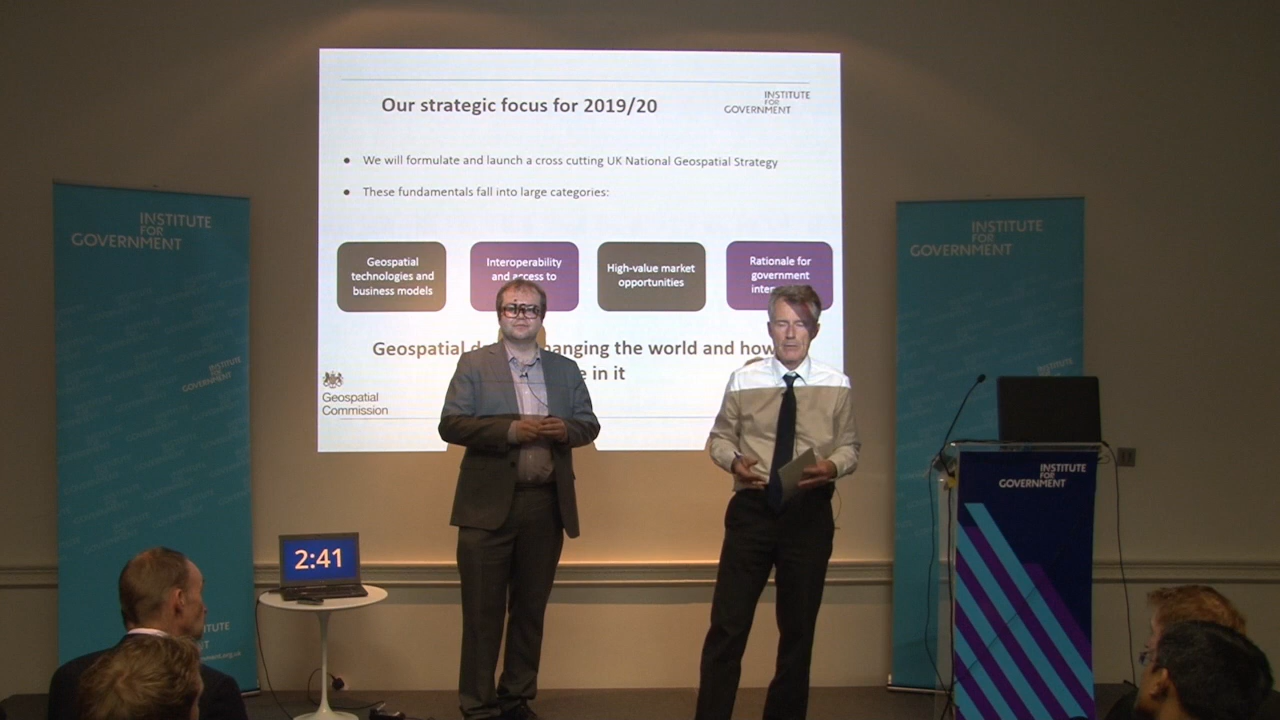 Our strategic focus for 2019/20
INSTITUTE
FOR
GOVERNMENT
● We will formulate and launch a cross cutting UK National Geospatial Strategy
● These fundamentals fall into large categories:
Geospatial
technologies and
business models
Interoperability
and access to
High-value market
opportunities
Rationale for
government
Geospatial
changing the world and how
in it
Geospatial
Commission
INSTITUTE
FOR
GOVERNMENT
INSTITUTE
FOR
GOVERNMENT
INSTITUTE
FOR
GOVERNMENT
2:41